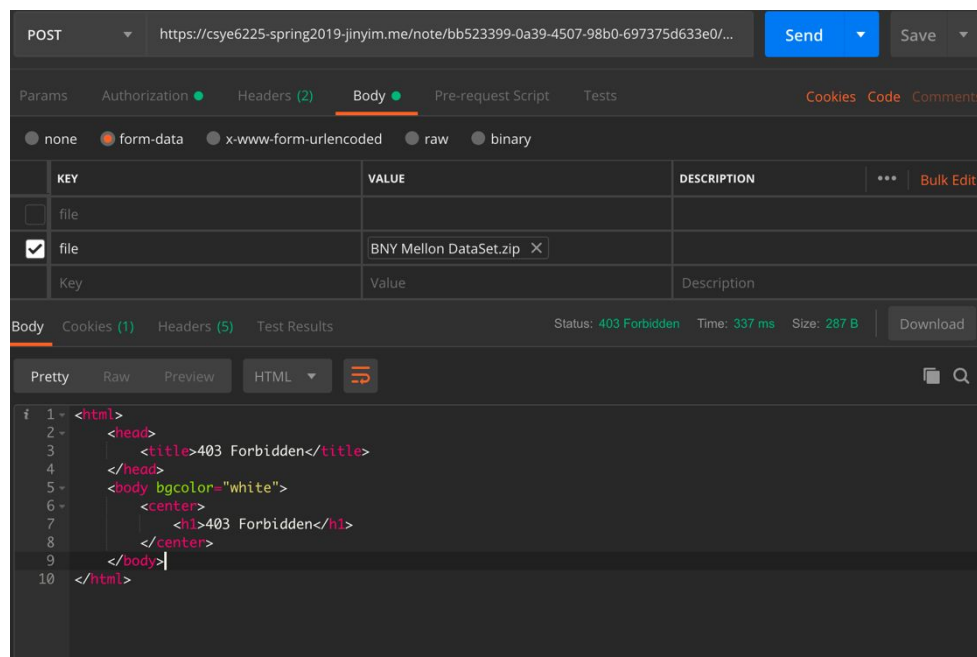 POST https://csye6225-spring2019-jinyim.me/note/bb523399-0a39-4507-98b0-697375d633e0/... Send Save
Params Authorization Headers (2) Body Pre-request Script Tests Cookies Code Comments
none form-data x-www-form-urlencoded raw binary
KEY VALUE DESCRIPTION ••• Bulk Edit
file
file BNY Mellon DataSet.zip ×
Key Value Description
Body Cookies (1) Headers (5) Test Results Status: 403 Forbidden Time: 337 ms Size: 287 B Download
Pretty Raw Preview HTML
i 1 <html>
2 <head>
3 <title>403 Forbidden</title>
4 </head>
5 <body bgcolor="white">
6 <center>
7 <h1>403 Forbidden</h1>
8 </center>
9 </body>
10 </html>